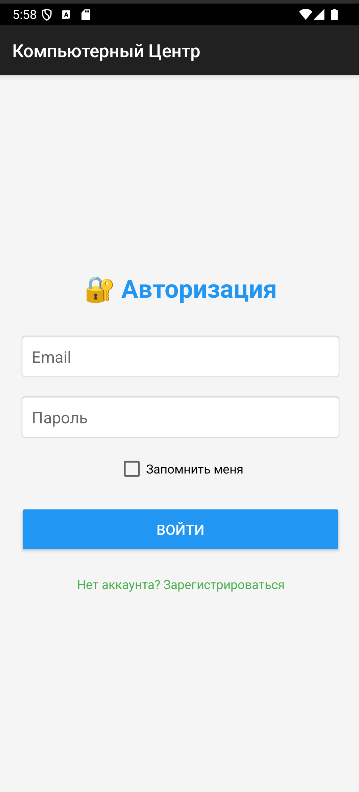 5:58
Компьютерный Центр
🔐 Авторизация
Email
Пароль
Запомнить меня
ВОЙТИ
Нет аккаунта? Зарегистрироваться